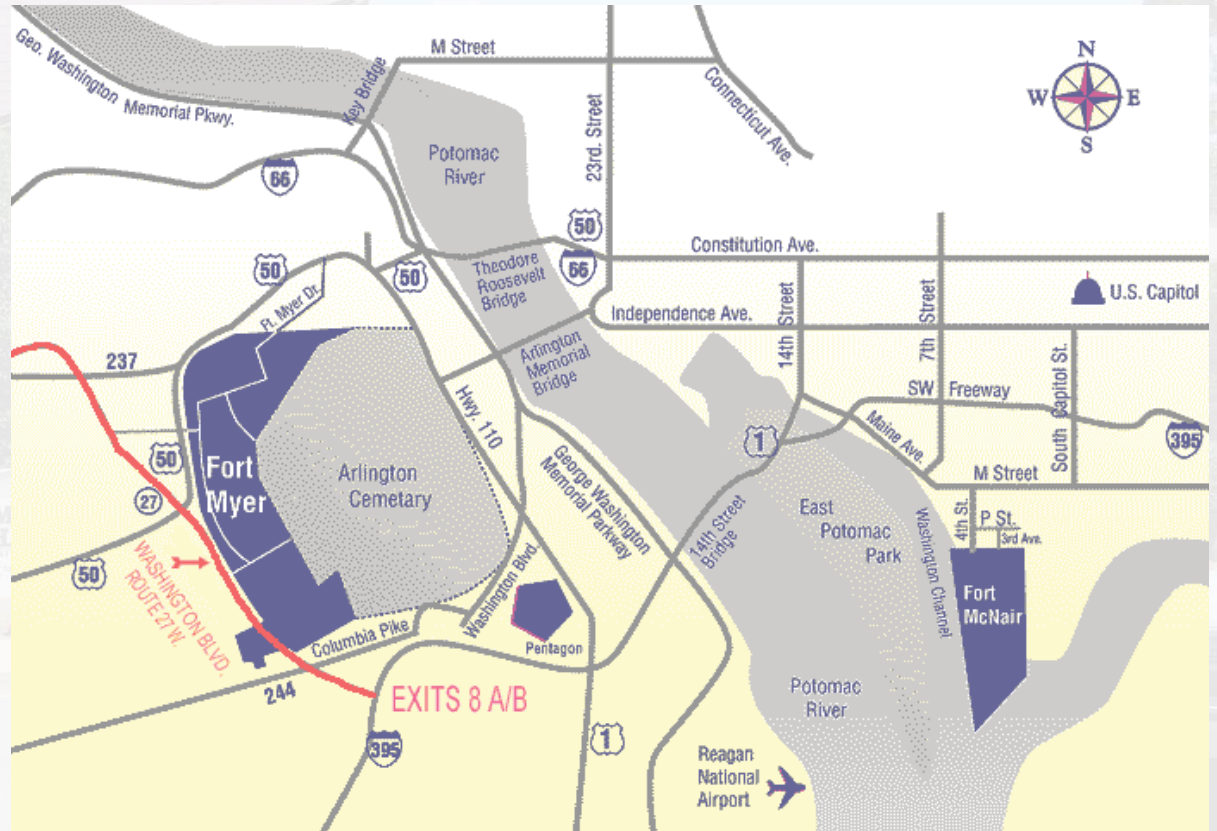 Geo. Washington
Memorial Pkwy.
Key Bridge
M Street
Connecticut Ave.
N
W
E
S
23rd. Street
Potomac
River
66
50
66
Theodore
Roosevelt
Bridge
Constitution Ave.
50
50
Ft. Myer Dr.
Independence Ave.
14th Street
7th Street
U.S. Capitol
237
Arlington
Memorial
Bridge
Hwy. 110
SW Freeway
South Capitol St.
Maine Ave.
1
395
50
27
Fort
Myer
Arlington
Cemetary
George Washington
Memorial Parkway
M Street
4th St.
P St.
3rd Ave.
East
Potomac
Park
Washington Channel
14th Street
Bridge
50
WASHINGTON BLVD.
ROUTE 27 W.
Washington Blvd.
Fort
McNair
Columbia Pike
Pentagon
244
EXITS 8 A/B
Potomac
River
395
1
Reagan
National
Airport